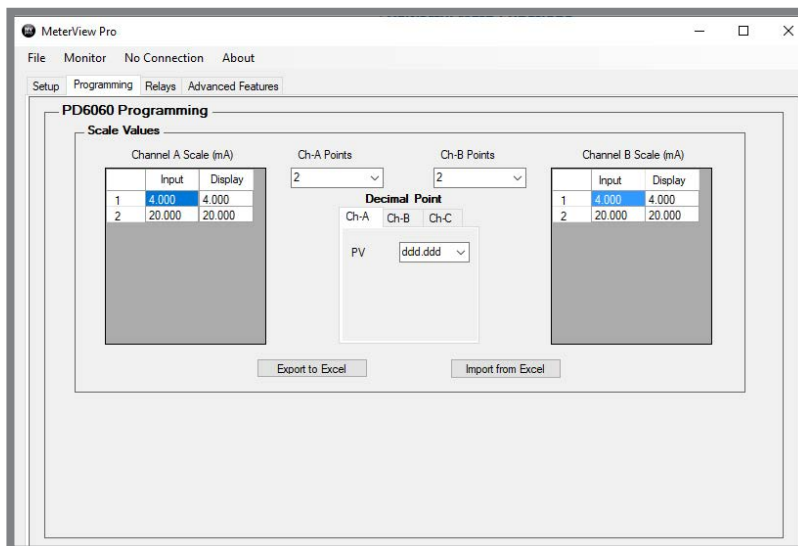 MeterView Pro
File Monitor No Connection About
Setup Programming Relays Advanced Features
PD6060 Programming
Scale Values
Channel A Scale (mA) Ch-A Points Ch-B Points Channel B Scale (mA)
2 2
Input Display
1 4.000 4.000
2 20.000 20.000
Decimal Point
Ch-A Ch-B Ch-C
PV ddd.ddd
Input Display
1 4.000 4.000
2 20.000 20.000
Export to Excel Import from Excel